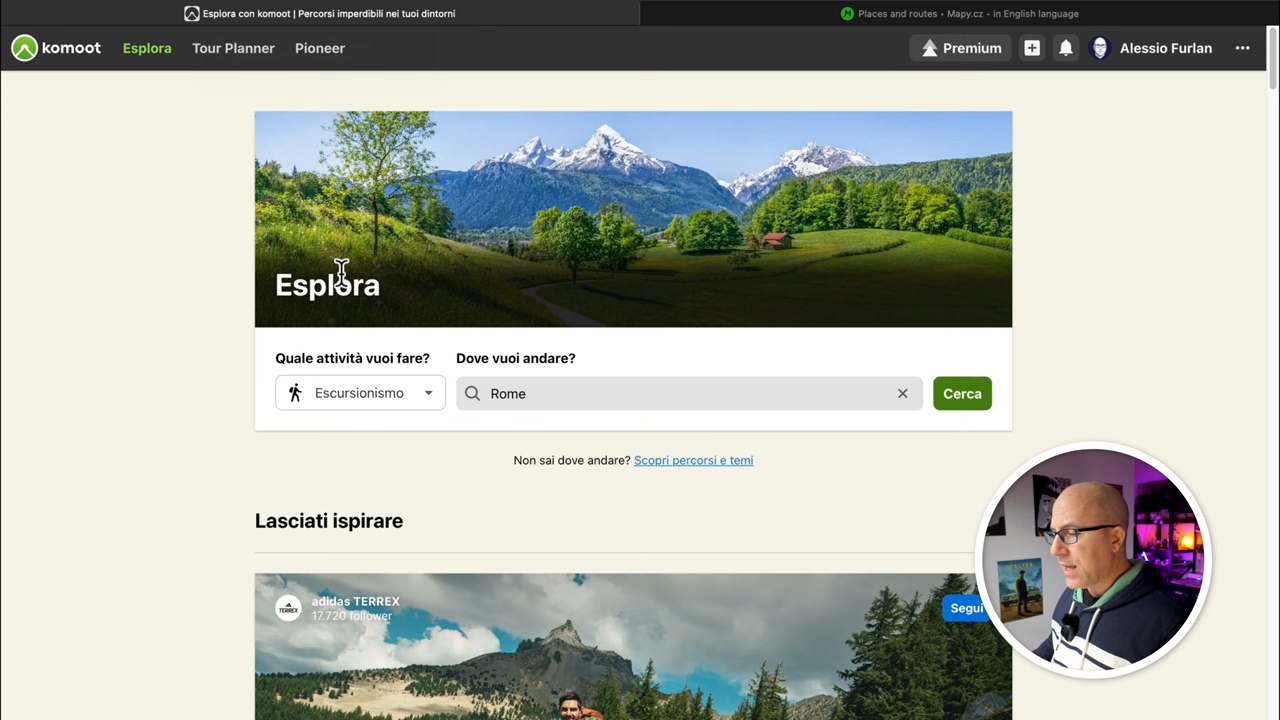 Esplora con komoot | Percorsi imperdibili nei tuoi dintorni
Places and routes • Mapy.cz - in English language
komoot
Esplora
Tour Planner
Pioneer
Premium
Alessio Furlan
Esplora
Quale attività vuoi fare?
Dove vuoi andare?
Escursionismo
Rome
Cerca
Non sai dove andare? Scopri percorsi e temi
Lasciati ispirare
TERREX
adidas TERREX
17.720 follower
Segui